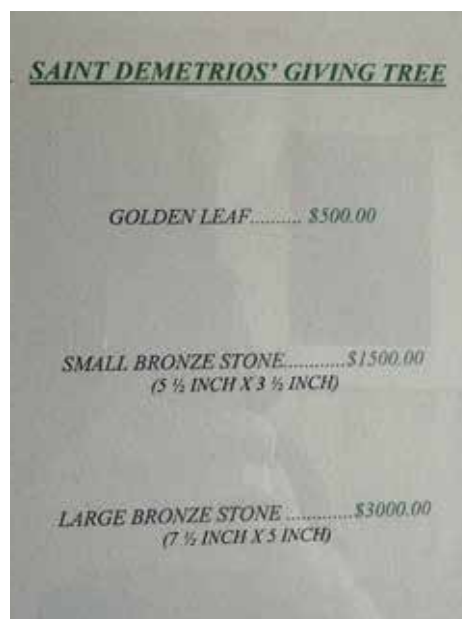 SAINT DEMETRIOS' GIVING TREE
GOLDEN LEAF.......... $500.00
SMALL BRONZE STONE............$1500.00
(5 ½ INCH X 3 ½ INCH)
LARGE BRONZE STONE .............$3000.00
(7 ½ INCH X 5 INCH)